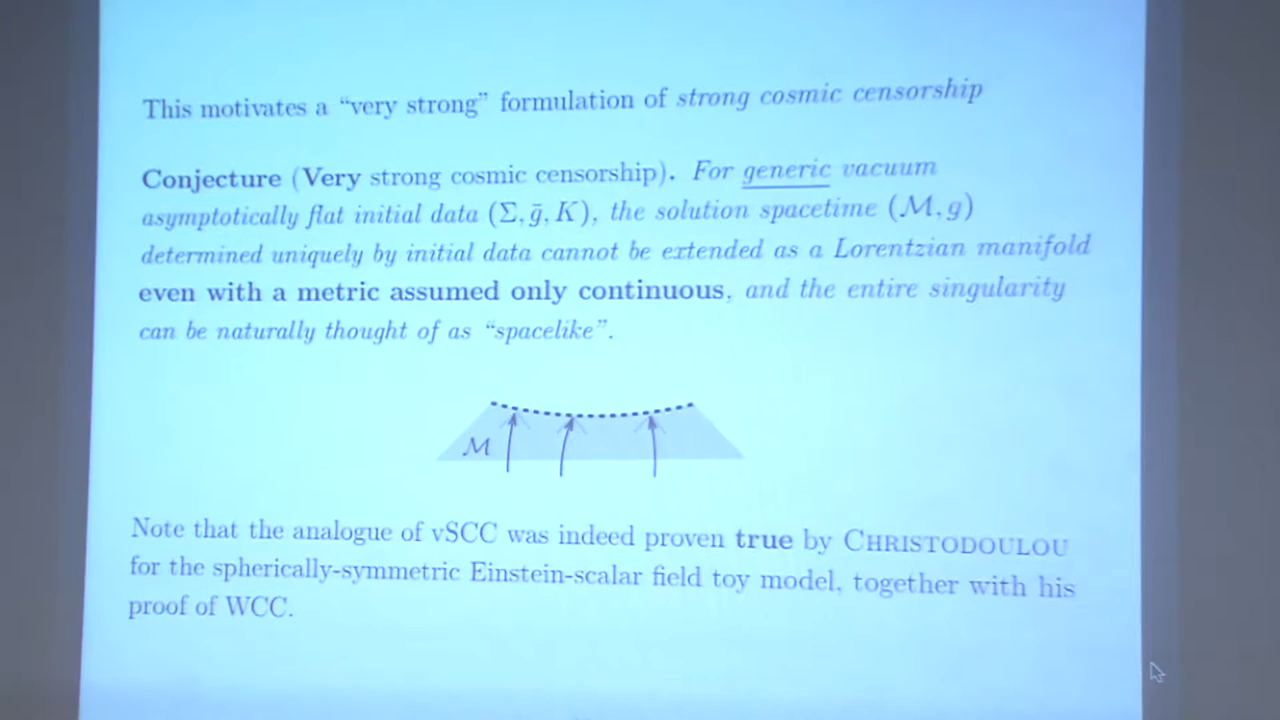 This motivates a “very strong” formulation of strong cosmic censorship
Conjecture (Very strong cosmic censorship). For generic vacuum
asymptotically flat initial data (Σ, ḡ, K), the solution spacetime (M, g)
determined uniquely by initial data cannot be extended as a Lorentzian manifold
even with a metric assumed only continuous, and the entire singularity
can be naturally thought of as “spacelike”.
M
Note that the analogue of vSCC was indeed proven true by CHRISTODOULOU
for the spherically-symmetric Einstein-scalar field toy model, together with his
proof of WCC.